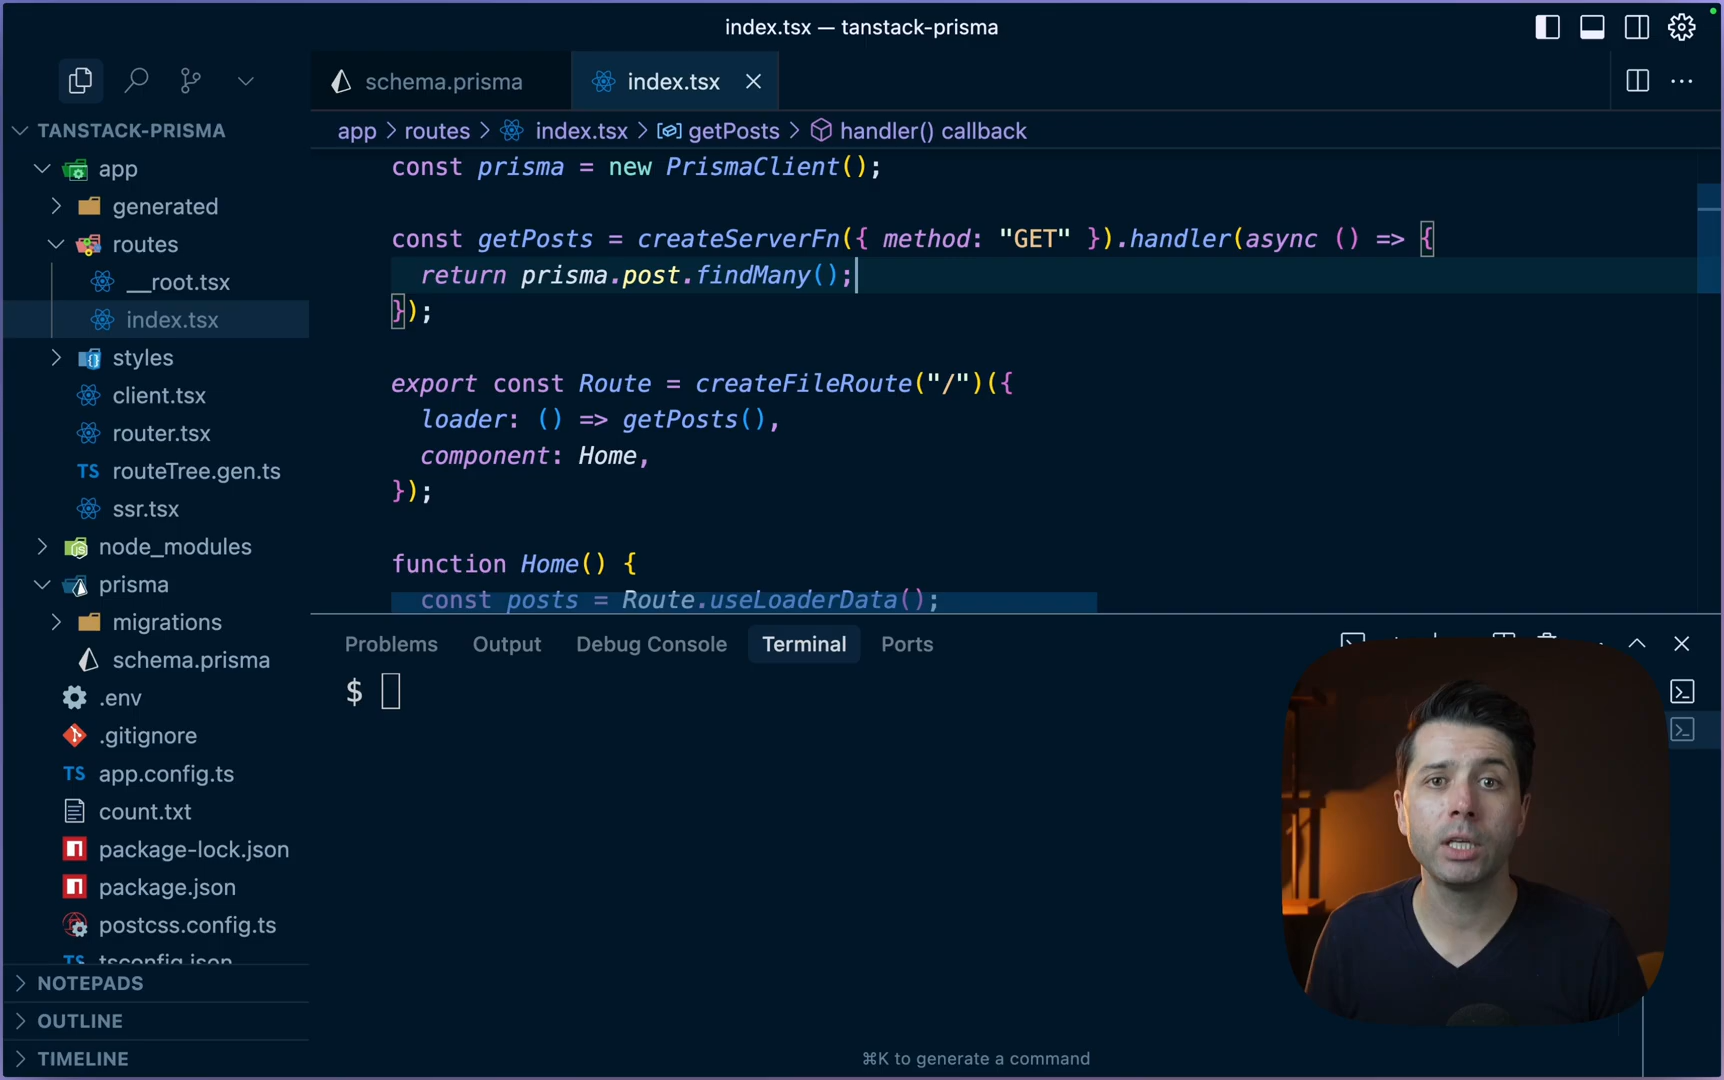 index.tsx — tanstack-prisma
schema.prisma
index.tsx
app > routes > index.tsx > getPosts > handler() callback
TANSTACK-PRISMA
app
generated
routes
__root.tsx
index.tsx
styles
client.tsx
router.tsx
TS routeTree.gen.ts
ssr.tsx
node_modules
prisma
migrations
schema.prisma
.env
.gitignore
TS app.config.ts
count.txt
package-lock.json
package.json
postcss.config.ts
TS tsconfig.json
NOTEPADS
OUTLINE
TIMELINE
const prisma = new PrismaClient();
const getPosts = createServerFn({ method: "GET" }).handler(async () => {
return prisma.post.findMany();
});
export const Route = createFileRoute("/")({
loader: () => getPosts(),
component: Home,
});
function Home() {
const posts = Route.useLoaderData();
Problems Output Debug Console Terminal Ports
$
⌘K to generate a command